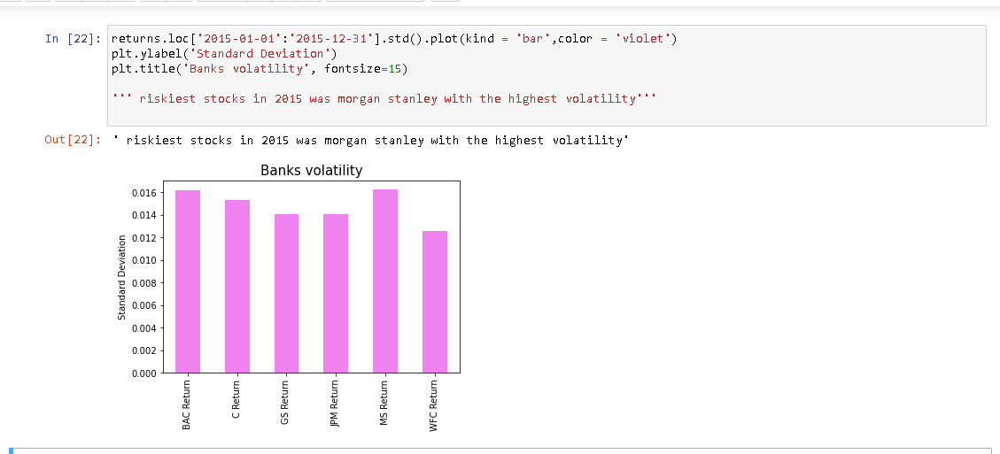 In [22]: returns.loc['2015-01-01':'2015-12-31'].std().plot(kind = 'bar',color = 'violet')
plt.ylabel('Standard Deviation')
plt.title('Banks volatility', fontsize=15)
''' riskiest stocks in 2015 was morgan stanley with the highest volatility'''
Out[22]: ' riskiest stocks in 2015 was morgan stanley with the highest volatility'
Banks volatility
Standard Deviation
0.016
0.014
0.012
0.010
0.008
0.006
0.004
0.002
0.000
BAC Return
C Return
GS Return
JPM Return
MS Return
WFC Return